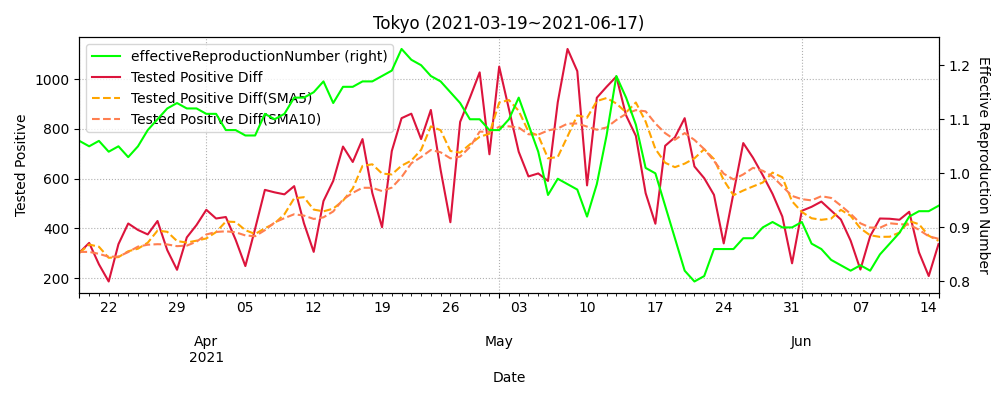 Tokyo (2021-03-19~2021-06-17)
effectiveReproductionNumber (right)
Tested Positive Diff
Tested Positive Diff(SMA5)
Tested Positive Diff(SMA10)
Tested Positive
1000
800
600
400
200
Effective Reproduction Number
1.2
1.1
1.0
0.9
0.8
22 29 05 12 19 26 03 10 17 24 31 07 14
Apr May Jun
2021
Date